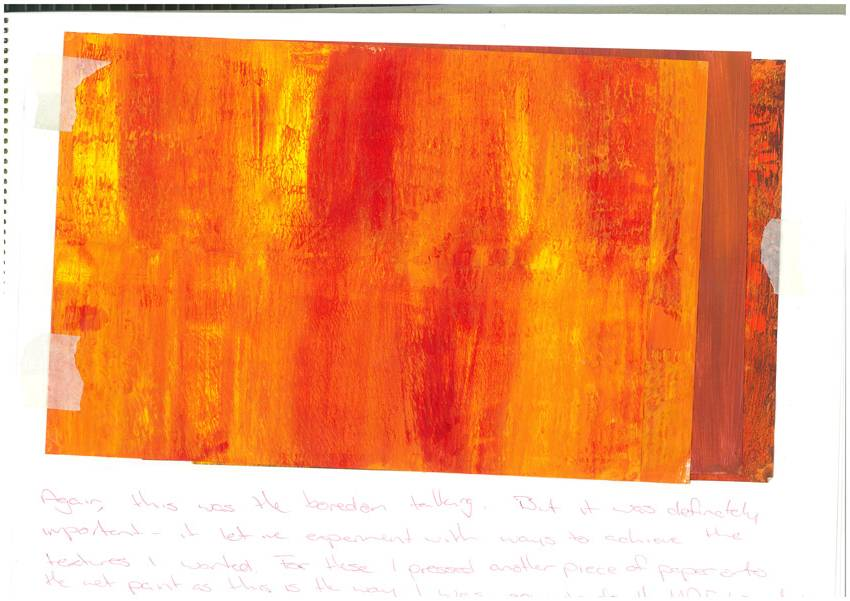 Again, this was the boredom talking. But it was definately
important - it let me experiment with ways to achieve the
textures I wanted. For these I pressed another piece of paper onto
the wet paint as this is the way I was